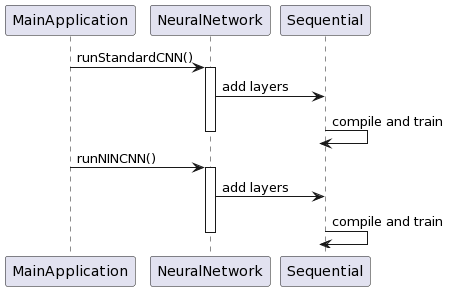 MainApplication NeuralNetwork Sequential
runStandardCNN()
add layers
compile and train
runNINCNN()
add layers
compile and train
MainApplication NeuralNetwork Sequential